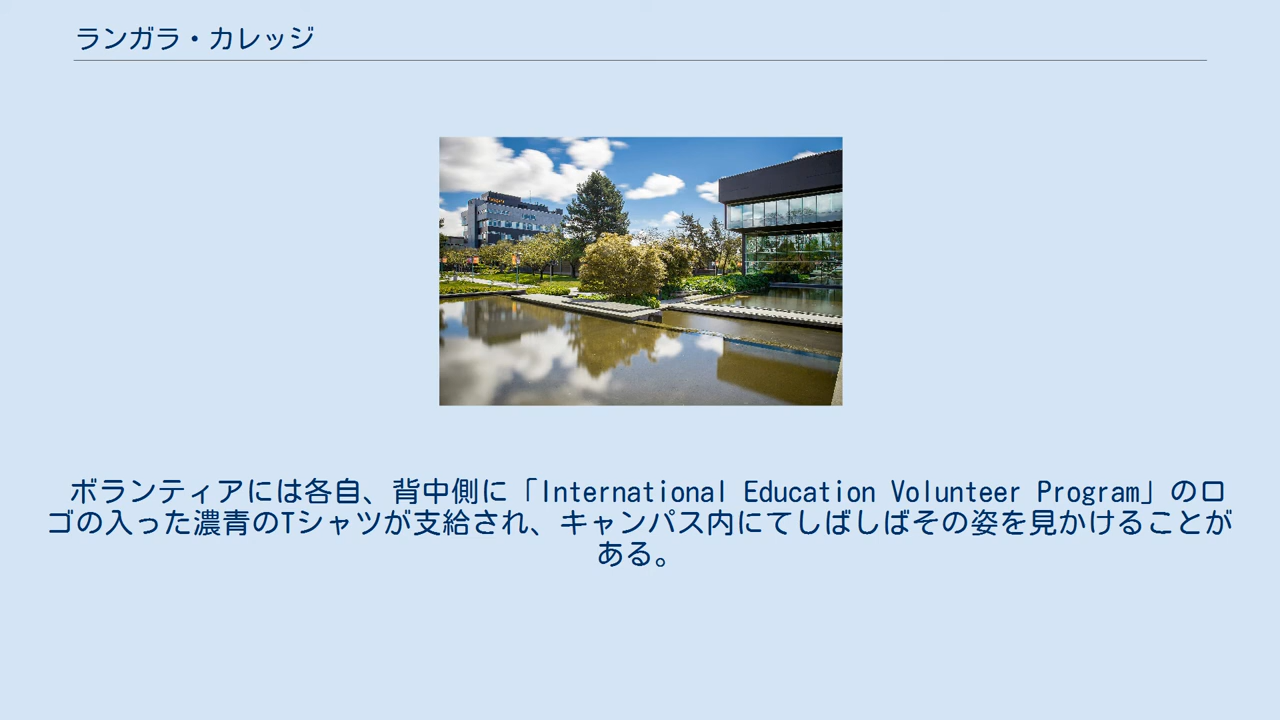 ランガラ・カレッジ
ボランティアには各自、背中側に「International Education Volunteer Program」のロ
ゴの入った濃青のTシャツが支給され、キャンパス内にてしばしばその姿を見かけることが
ある。